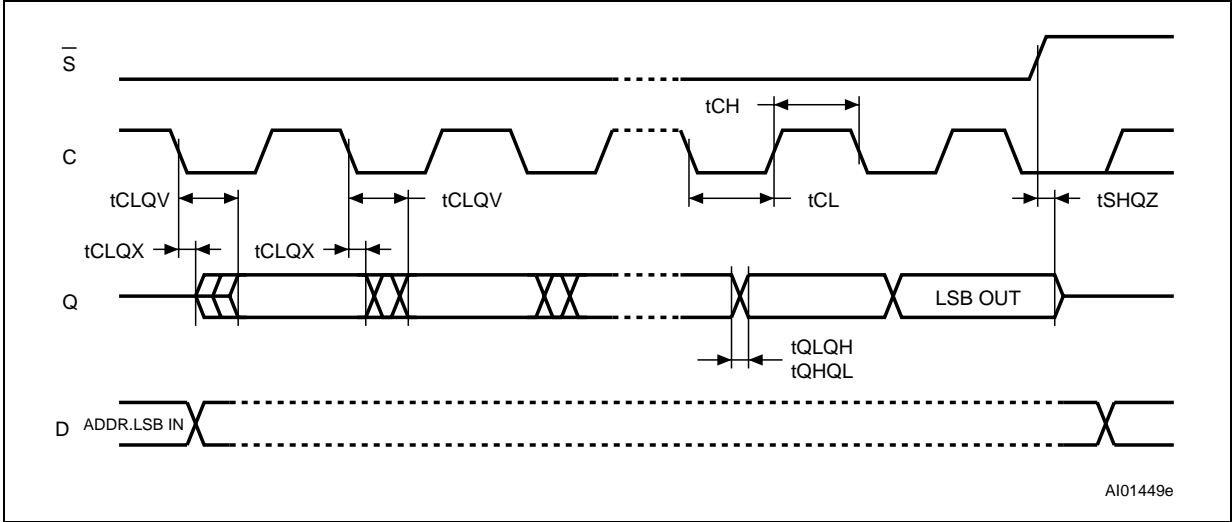 S
tCH
C
tCLQV
tCLQV
tCL
tSHQZ
tCLQX
tCLQX
Q
LSB OUT
tQLQH
tQHQL
D
ADDR.LSB IN
AI01449e